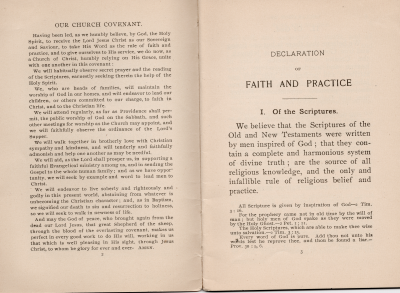 OUR CHURCH COVENANT.
Having been led, as we humbly believe, by God, the Holy
Spirit, to receive the Lord Jesus Christ as our Sovereign
and Saviour, to take His Word as the rule of faith and
practice, and to give ourselves to His service, we do now, as
a Church of Christ, humbly relying on His Grace, unite
with one another in this covenant:
We will habitually observe secret prayer and the reading
of the Scriptures, earnestly seeking thereby the help of the
Holy Spirit.
We, who are heads of families, will maintain the
worship of God in our homes, and will endeavor to lead our
children, or others committed to our charge, to faith in
Christ, and to the Christian life.
We will attend regularly, so far as Providence shall per-
mit, the public worship of God on the Sabbath, and such
other meetings for worship as the Church may appoint, and
we will faithfully observe the ordinance of the Lord's
Supper.
We will walk together in brotherly love with Christian
sympathy and kindness, and will tenderly and faithfully
admonish and help one another as may be needful.
We will aid, as the Lord shall prosper us, in supporting a
faithful Evangelical ministry among us, and in sending the
Gospel to the whole human family; and as we have oppor-
tunity, we will seek by example and word to lead men to
Christ.
We will endeavor to live soberly and righteously and
godly in this present world, abstaining from whatever is
unbecoming the Christian character; and, as in Baptism,
we signified our death to sin and resurrection to holiness,
so we will seek to walk in newness of life.
And may the God of peace, who brought again from the
dead our Lord Jesus, that great Shepherd of the sheep,
through the blood of the everlasting covenant, make us
perfect in every good work to do His will, working in us
that which is well pleasing in His sight, through Jesus
Christ, to whom be glory for ever and ever. AMEN.
2
DECLARATION
OF
FAITH AND PRACTICE
I. Of the Scriptures.
We believe that the Scriptures of the
Old and New Testaments were written
by men inspired of God; that they con-
tain a complete and harmonious system
of divine truth; are the source of all
religious knowledge, and the only and
infallible rule of religious belief and
practice.
All Scripture is given by Inspiration of God—2 Tim.
3: 16.
For the prophecy came not in old time by the will of
man; but holy men of God spake as they were moved
by the Holy Ghost.—1 Pet. 1: 21.
The Holy Scriptures, which are able to make thee wise
unto salvation.—2 Tim. 3: 15.
Every word of God is pure. Add thou not unto his
words lest he reprove thee, and thou be found a liar.—
Prov. 30: 5, 6.
3